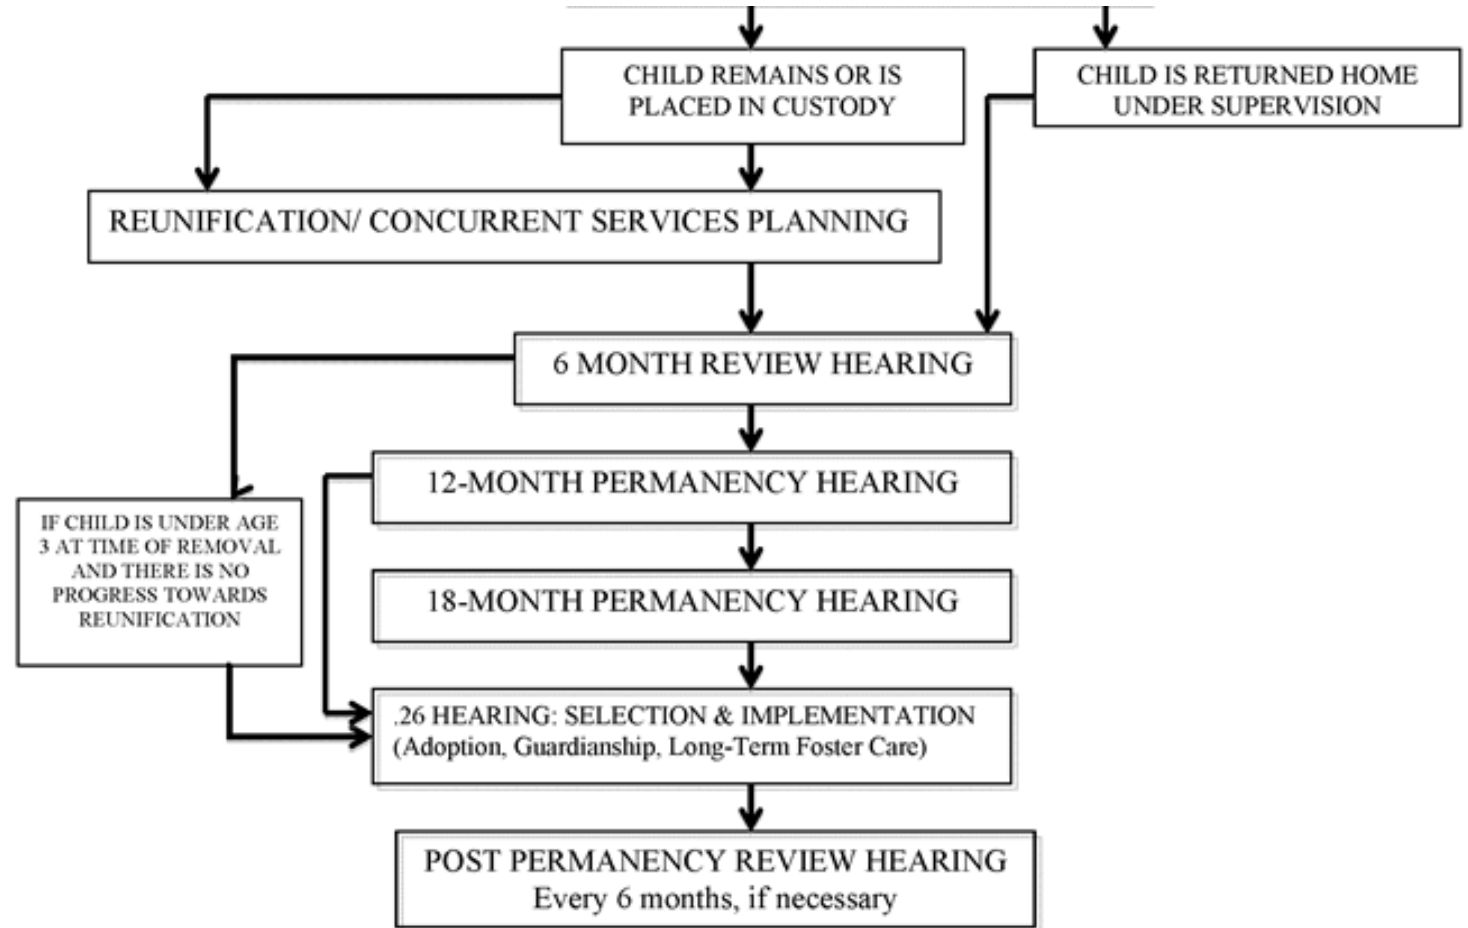 CHILD REMAINS OR IS
PLACED IN CUSTODY
CHILD IS RETURNED HOME
UNDER SUPERVISION
REUNIFICATION/ CONCURRENT SERVICES PLANNING
6 MONTH REVIEW HEARING
12-MONTH PERMANENCY HEARING
IF CHILD IS UNDER AGE
3 AT TIME OF REMOVAL
AND THERE IS NO
PROGRESS TOWARDS
REUNIFICATION
18-MONTH PERMANENCY HEARING
.26 HEARING: SELECTION & IMPLEMENTATION
(Adoption, Guardianship, Long-Term Foster Care)
POST PERMANENCY REVIEW HEARING
Every 6 months, if necessary